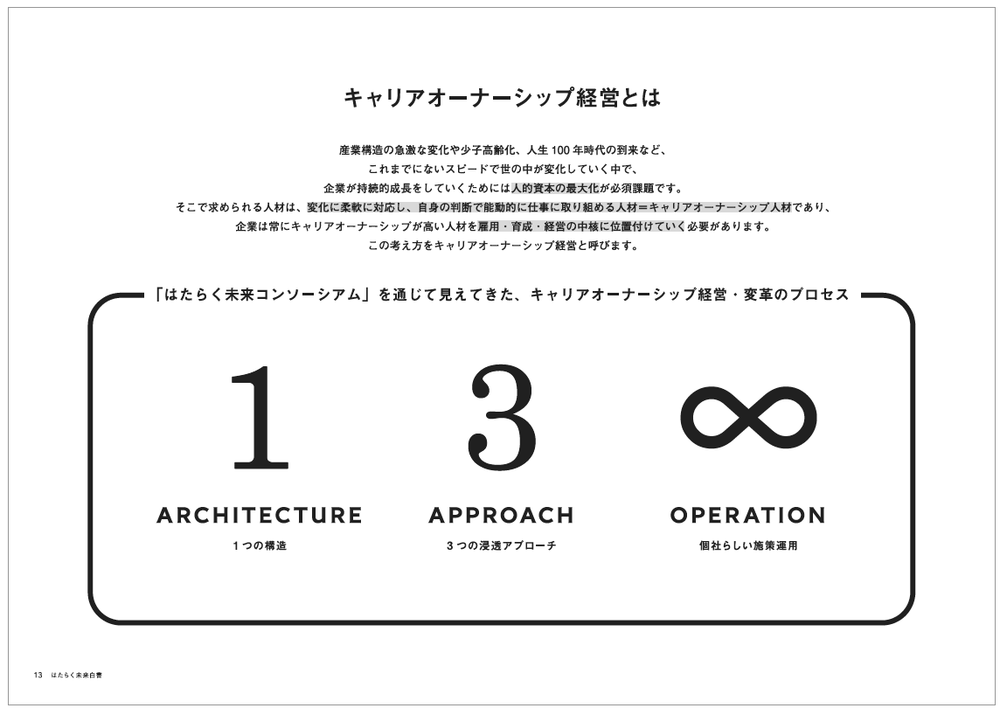 キャリアオーナーシップ経営とは
産業構造の急激な変化や少子高齢化、人生100年時代の到来など、
これまでにないスピードで世の中が変化していく中で、
企業が持続的成長をしていくためには人的資本の最大化が必須課題です。
そこで求められる人材は、変化に柔軟に対応し、自身の判断で能動的に仕事に取り組める人材＝キャリアオーナーシップ人材であり、
企業は常にキャリアオーナーシップが高い人材を雇用・育成・経営の中核に位置付けていく必要があります。
この考え方をキャリアオーナーシップ経営と呼びます。
「はたらく未来コンソーシアム」を通じて見えてきた、キャリアオーナーシップ経営・変革のプロセス
1
ARCHITECTURE
1つの構造
3
APPROACH
3つの浸透アプローチ
∞
OPERATION
個社らしい施策運用
13 はたらく未来白書